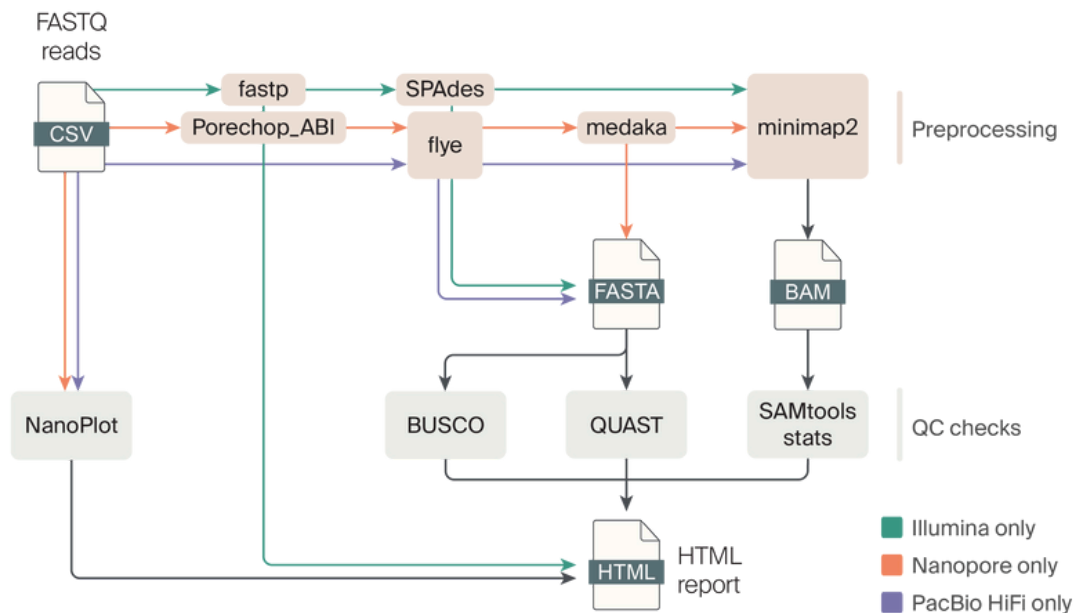 FASTQ
reads
CSV
fastp
SPAdes
Porechop_ABI
flye
medaka
minimap2
Preprocessing
FASTA
BAM
NanoPlot
BUSCO
QUAST
SAMtools
stats
QC checks
HTML
HTML
report
Illumina only
Nanopore only
PacBio HiFi only